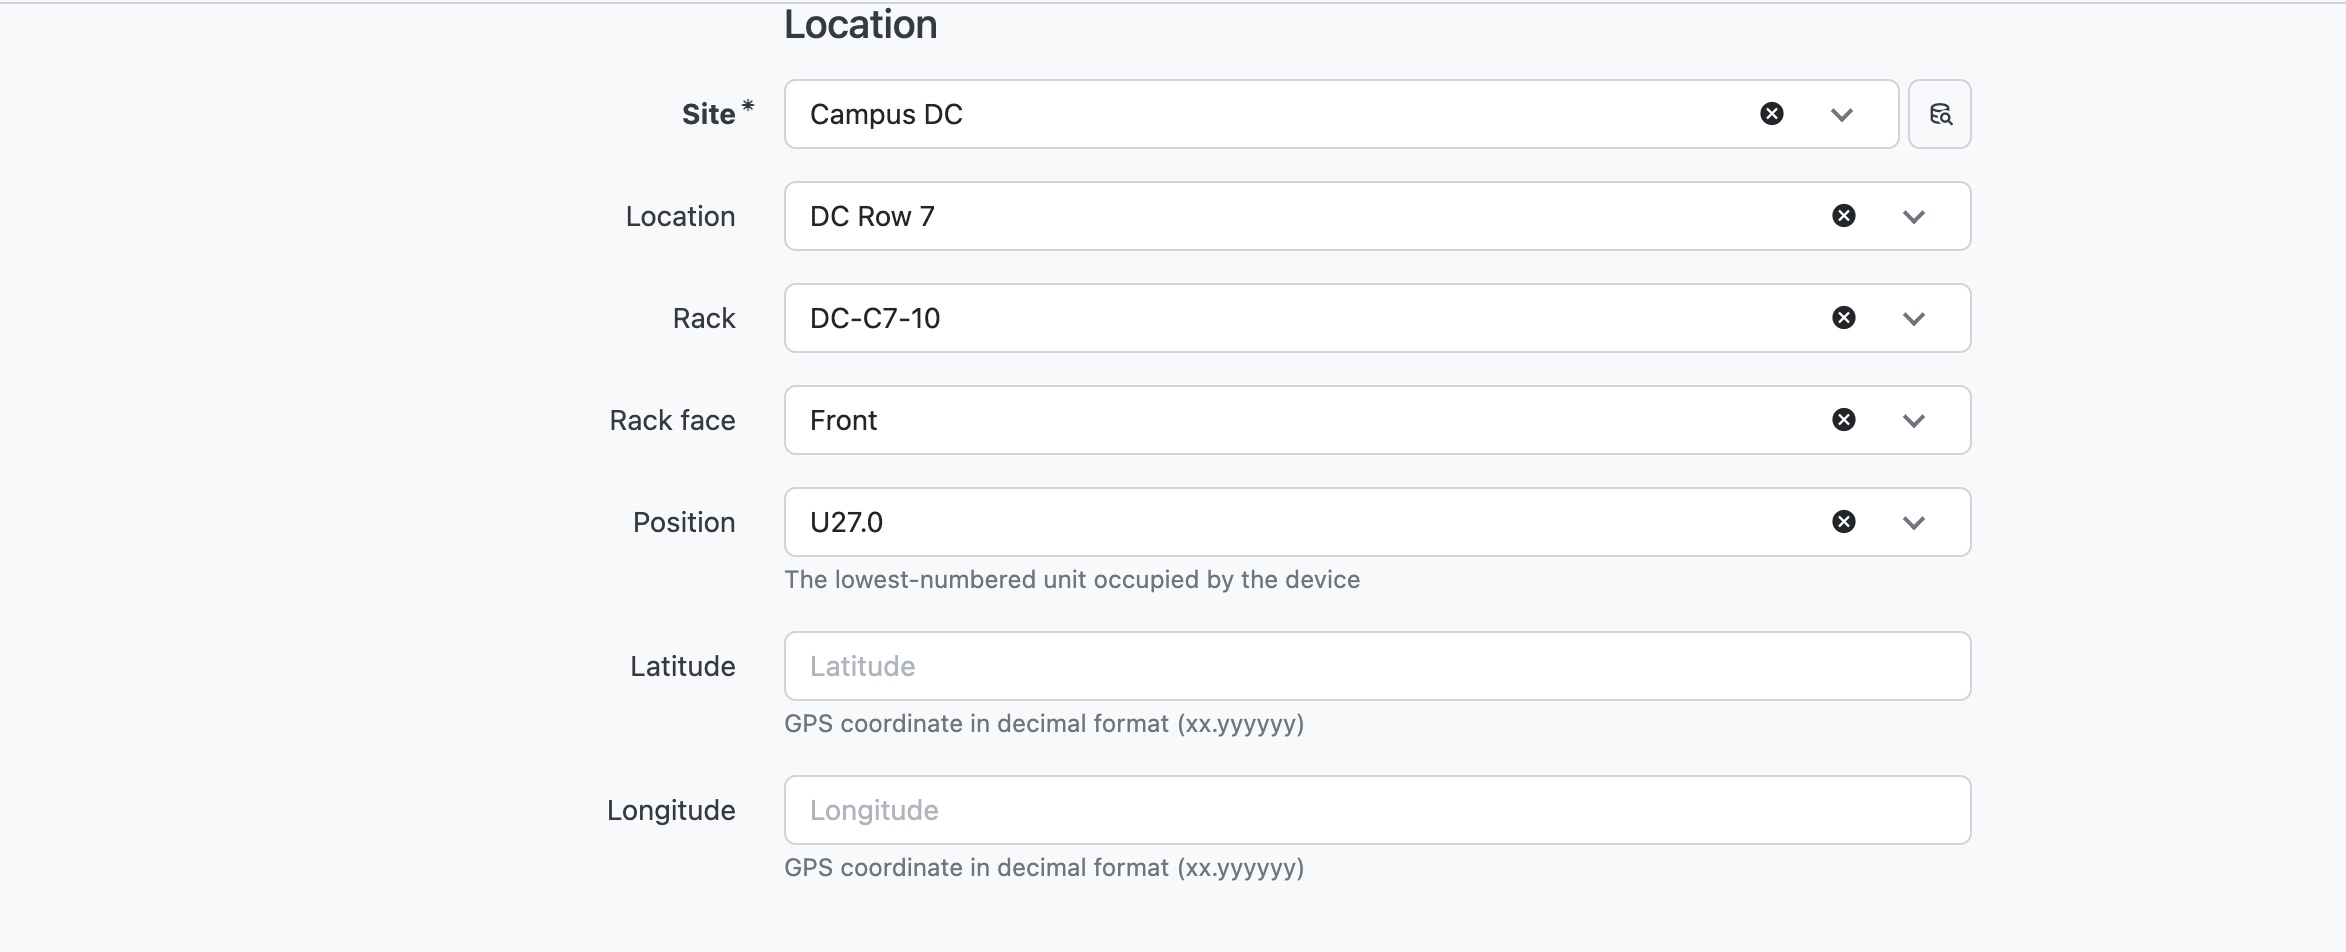 Location
Site *
Campus DC
Location
DC Row 7
Rack
DC-C7-10
Rack face
Front
Position
U27.0
The lowest-numbered unit occupied by the device
Latitude
Latitude
GPS coordinate in decimal format (xx.yyyyyy)
Longitude
Longitude
GPS coordinate in decimal format (xx.yyyyyy)